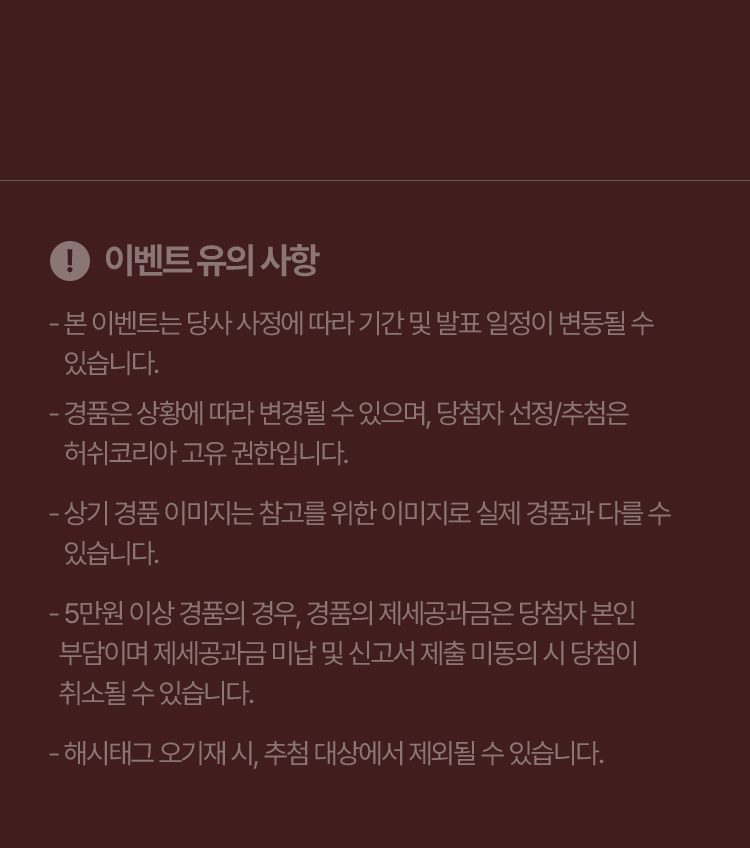 이벤트 유의 사항
- 본 이벤트는 당사 사정에 따라 기간 및 발표 일정이 변동될 수
있습니다.
- 경품은 상황에 따라 변경될 수 있으며, 당첨자 선정/추첨은
허쉬코리아 고유 권한입니다.
- 상기 경품 이미지는 참고를 위한 이미지로 실제 경품과 다를 수
있습니다.
- 5만원 이상 경품의 경우, 경품의 제세공과금은 당첨자 본인
부담이며 제세공과금 미납 및 신고서 제출 미동의 시 당첨이
취소될 수 있습니다.
- 해시태그 오기재 시, 추첨 대상에서 제외될 수 있습니다.